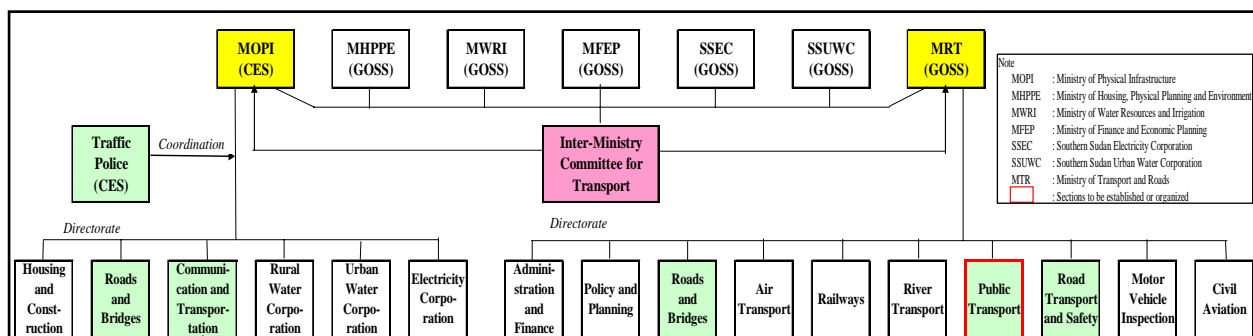 MOPI
(CES)
MHPPE
(GOSS)
MWRI
(GOSS)
MFEP
(GOSS)
SSEC
(GOSS)
SSUWC
(GOSS)
MRT
(GOSS)
Note
MOPI : Ministry of Physical Infrastructure
MHPPE : Ministry of Housing, Physical Planning and Environment
MWRI : Ministry of Water Resources and Irrigation
MFEP : Ministry of Finance and Economic Planning
SSEC : Southern Sudan Electricity Corporation
SSUWC : Southern Sudan Urban Water Corporation
MTR : Ministry of Transport and Roads
: Sections to be established or organized
Traffic
Police
(CES)
Coordination
Inter-Ministry
Committee for
Transport
Directorate
Housing
and
Const-
ruction
Roads
and
Bridges
Communi-
cation and
Transpor-
tation
Rural
Water
Corpo-
ration
Urban
Water
Corpo-
ration
Electricity
Corpo-
ration
Directorate
Admini-
stration
and
Finance
Policy and
Planning
Roads
and
Bridges
Air
Transport
Railways
River
Transport
Public
Transport
Road
Transport
and Safety
Motor
Vehicle
Inspection
Civil
Aviation